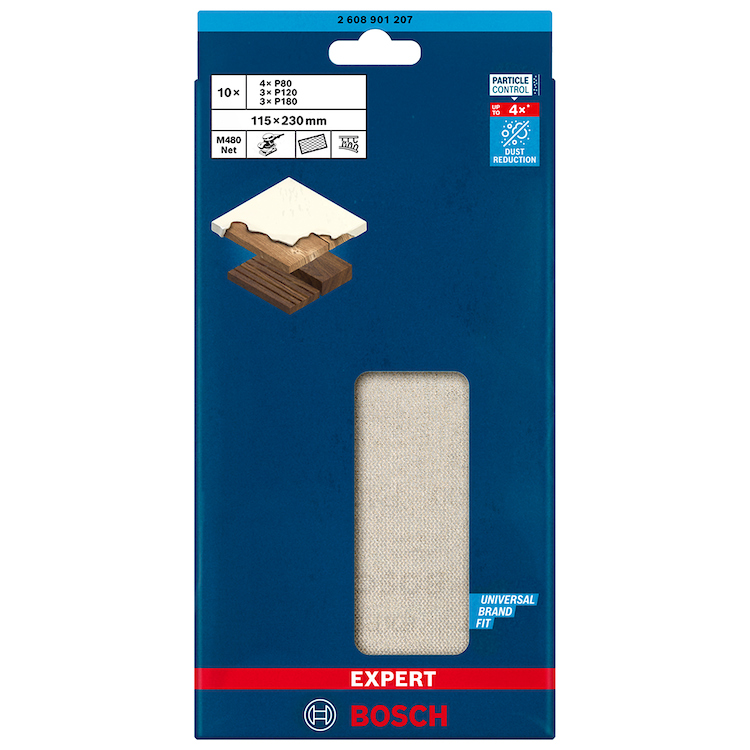 2 608 901 207
10×
4× P80
3× P120
3× P180
115 × 230 mm
M480
Net
PARTICLE
CONTROL
UP TO
4×*
DUST
REDUCTION
UNIVERSAL
BRAND
FIT
EXPERT
BOSCH